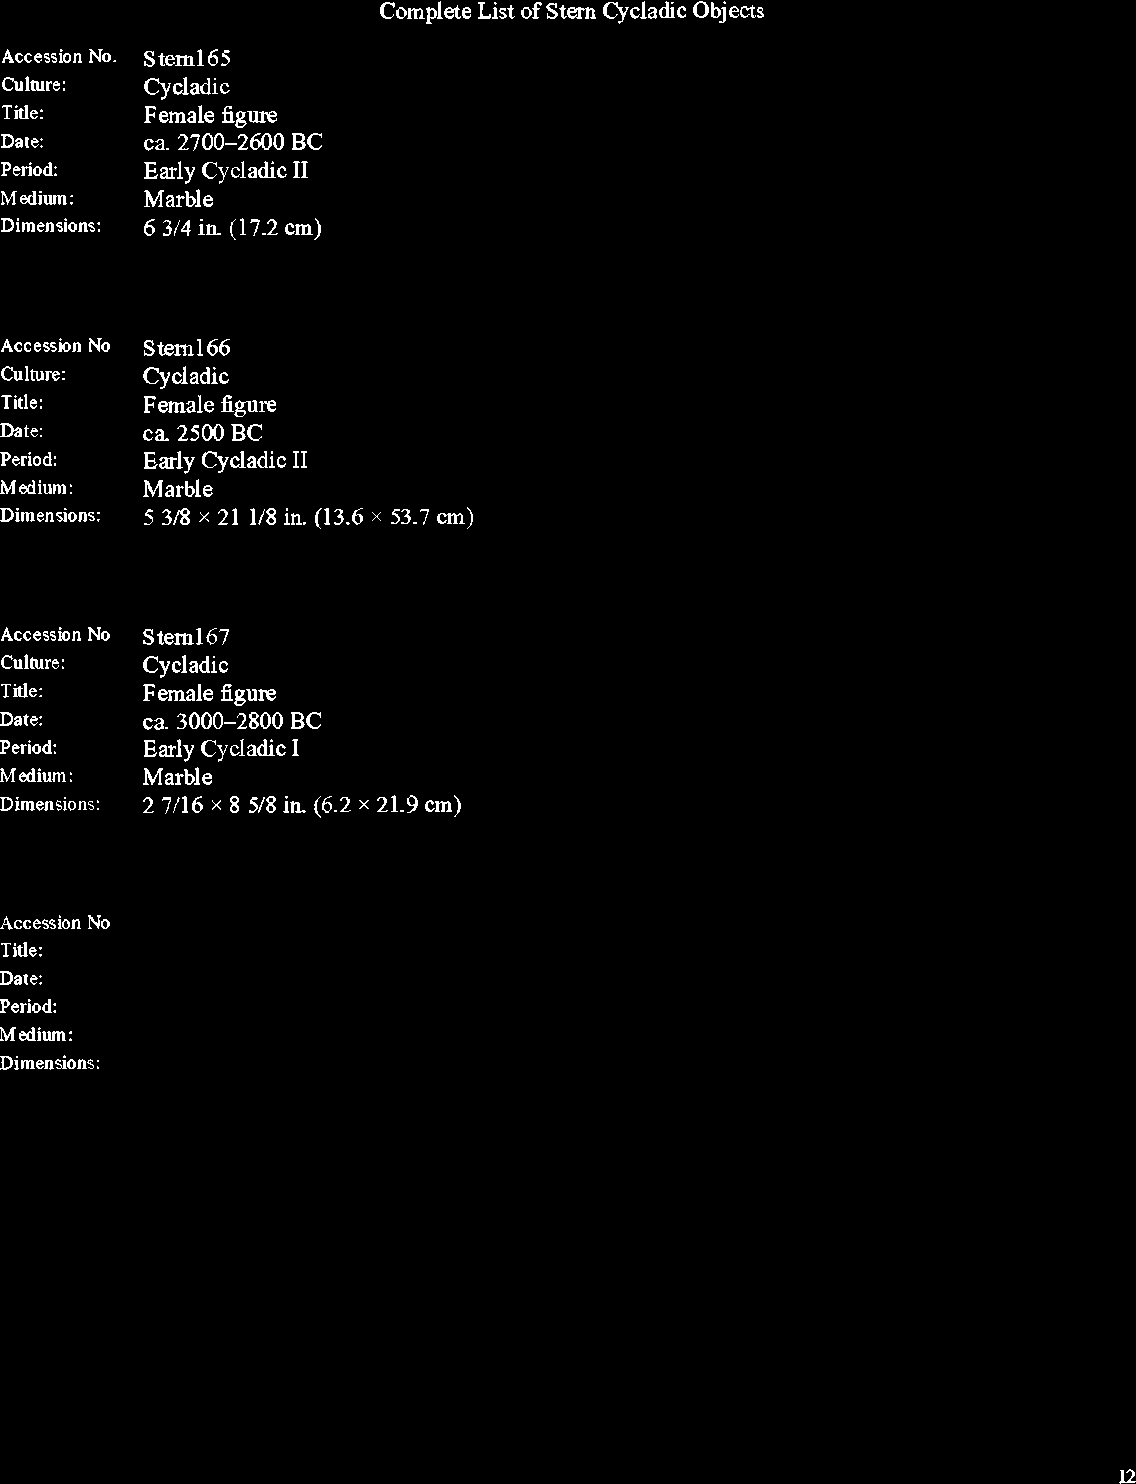 Complete List of Stern Cycladic Objects
Accession No. Stern165
Culture: Cycladic
Title: Female figure
Date: ca. 2700–2600 BC
Period: Early Cycladic II
Medium: Marble
Dimensions: 6 3/4 in. (17.2 cm)
Accession No Stern166
Culture: Cycladic
Title: Female figure
Date: ca. 2500 BC
Period: Early Cycladic II
Medium: Marble
Dimensions: 5 3/8 × 21 1/8 in. (13.6 × 53.7 cm)
Accession No Stern167
Culture: Cycladic
Title: Female figure
Date: ca. 3000–2800 BC
Period: Early Cycladic I
Medium: Marble
Dimensions: 2 7/16 × 8 5/8 in. (6.2 × 21.9 cm)
Accession No
Title:
Date:
Period:
Medium:
Dimensions:
12